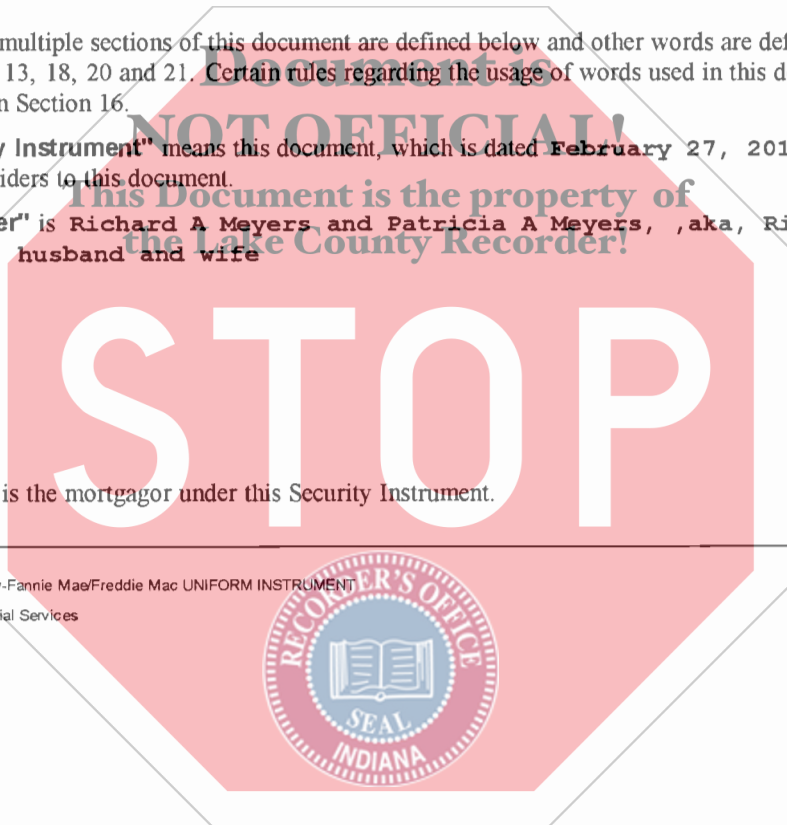 multiple sections of this document are defined below and other words are def
13, 18, 20 and 21. Certain rules regarding the usage of words used in this d
n Section 16.
Document is
NOT OFFICIAL!
This Document is the property of
the Lake County Recorder!
y Instrument" means this document, which is dated February 27, 201
iders to this document.
er" is Richard A Meyers and Patricia A Meyers, ,aka, Ri
husband and wife
STOP
is the mortgagor under this Security Instrument.
-Fannie Mae/Freddie Mac UNIFORM INSTRUMENT
ial Services
RECORDER'S OFFICE
SEAL
INDIANA